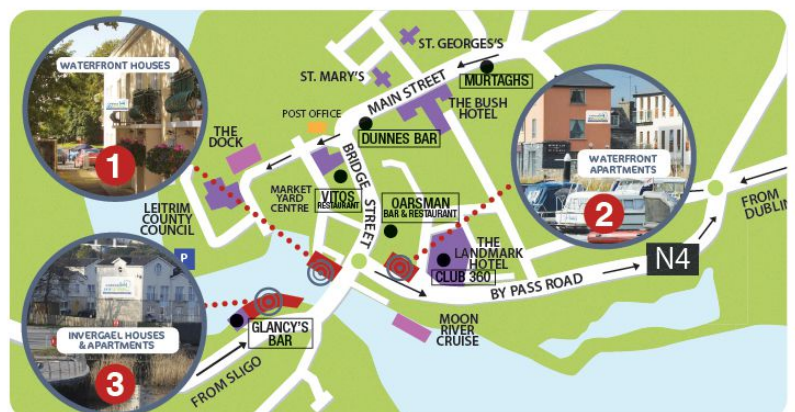 WATERFRONT HOUSES
1
ST. GEORGES'S
ST. MARY'S
MAIN STREET
MURTAGHS
THE BUSH
HOTEL
POST OFFICE
DUNNES BAR
THE
DOCK
BRIDGE STREET
LEITRIM
COUNTY
COUNCIL
MARKET
YARD
CENTRE
VITOS
RESTAURANT
OARSMAN
BAR & RESTAURANT
WATERFRONT
APARTMENTS
2
FROM
DUBLIN
P
THE
LANDMARK
HOTEL
CLUB 360
N4
BY PASS ROAD
INVERGAEL HOUSES
& APARTMENTS
3
GLANCY'S
BAR
MOON
RIVER
CRUISE
FROM SLIGO